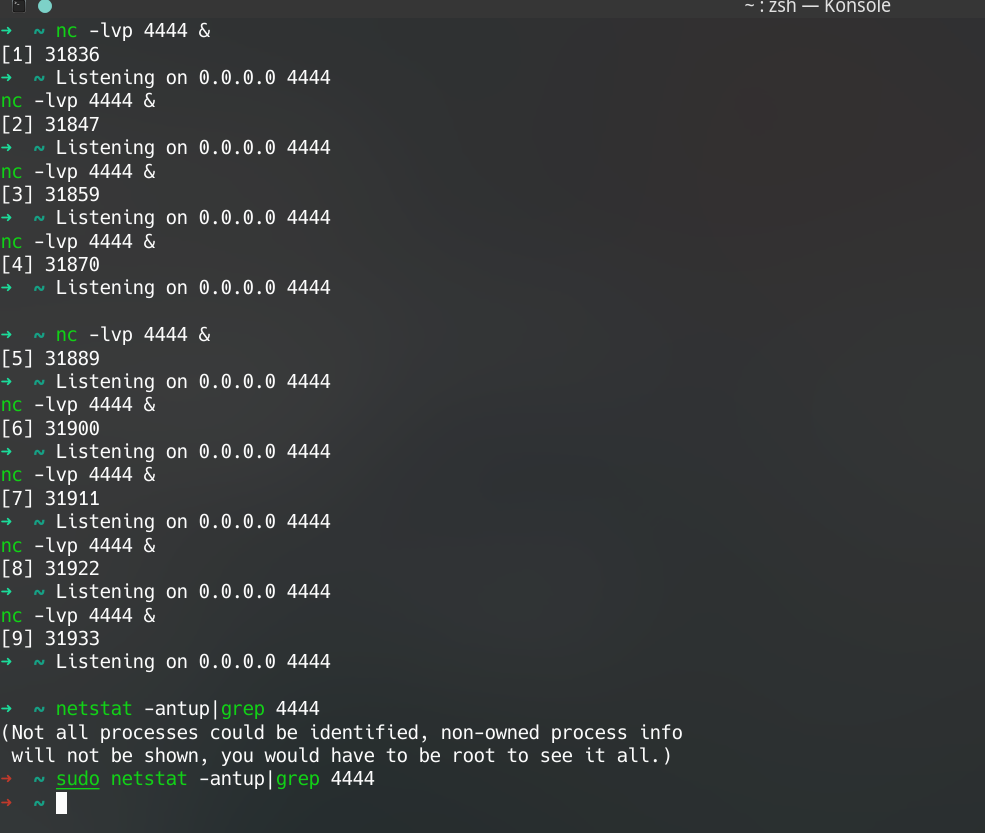 ~ : zsh — Konsole
→ ~ nc -lvp 4444 &
[1] 31836
→ ~ Listening on 0.0.0.0 4444
nc -lvp 4444 &
[2] 31847
→ ~ Listening on 0.0.0.0 4444
nc -lvp 4444 &
[3] 31859
→ ~ Listening on 0.0.0.0 4444
nc -lvp 4444 &
[4] 31870
→ ~ Listening on 0.0.0.0 4444
→ ~ nc -lvp 4444 &
[5] 31889
→ ~ Listening on 0.0.0.0 4444
nc -lvp 4444 &
[6] 31900
→ ~ Listening on 0.0.0.0 4444
nc -lvp 4444 &
[7] 31911
→ ~ Listening on 0.0.0.0 4444
nc -lvp 4444 &
[8] 31922
→ ~ Listening on 0.0.0.0 4444
nc -lvp 4444 &
[9] 31933
→ ~ Listening on 0.0.0.0 4444
→ ~ netstat -antup|grep 4444
(Not all processes could be identified, non-owned process info
will not be shown, you would have to be root to see it all.)
→ ~ sudo netstat -antup|grep 4444
→ ~